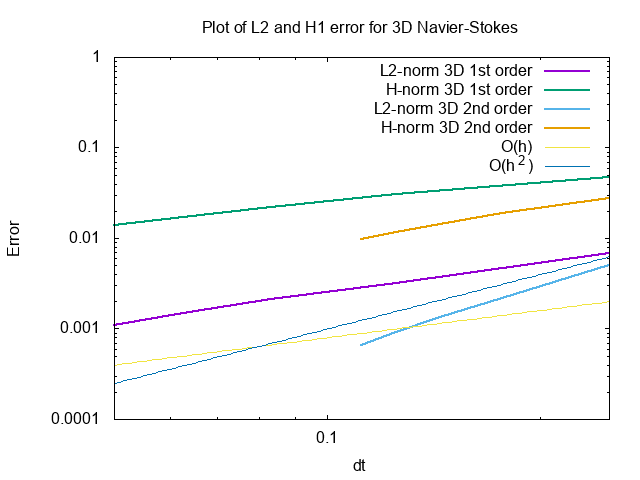 Plot of L2 and H1 error for 3D Navier-Stokes
1
0.1
0.01
0.001
0.0001
Error
L2-norm 3D 1st order
H-norm 3D 1st order
L2-norm 3D 2nd order
H-norm 3D 2nd order
O(h)
O(h²)
0.1
dt